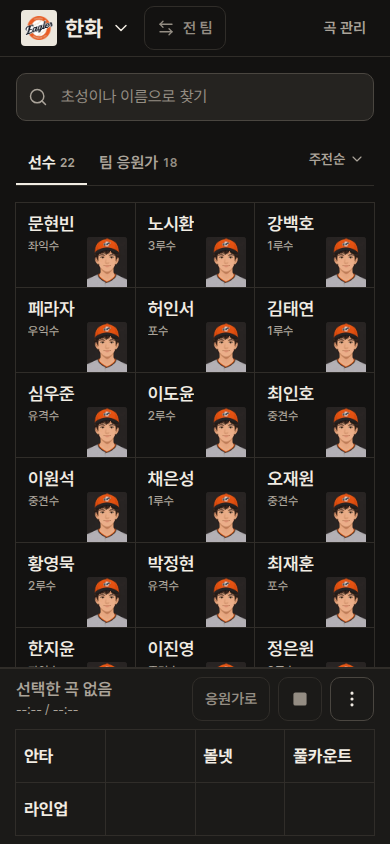 Eagles 한화 전 팀 곡 관리
초성이나 이름으로 찾기
선수 22 팀 응원가 18 주전순
문현빈 노시환 강백호
좌익수 3루수 1루수
페라자 허인서 김태연
우익수 포수 1루수
심우준 이도윤 최인호
유격수 2루수 중견수
이원석 채은성 오재원
중견수 1루수 중견수
황영묵 박정현 최재훈
2루수 유격수 포수
한지윤 이진영 정은원
선택한 곡 없음 응원가로
--:-- / --:--
안타 볼넷 풀카운트
라인업